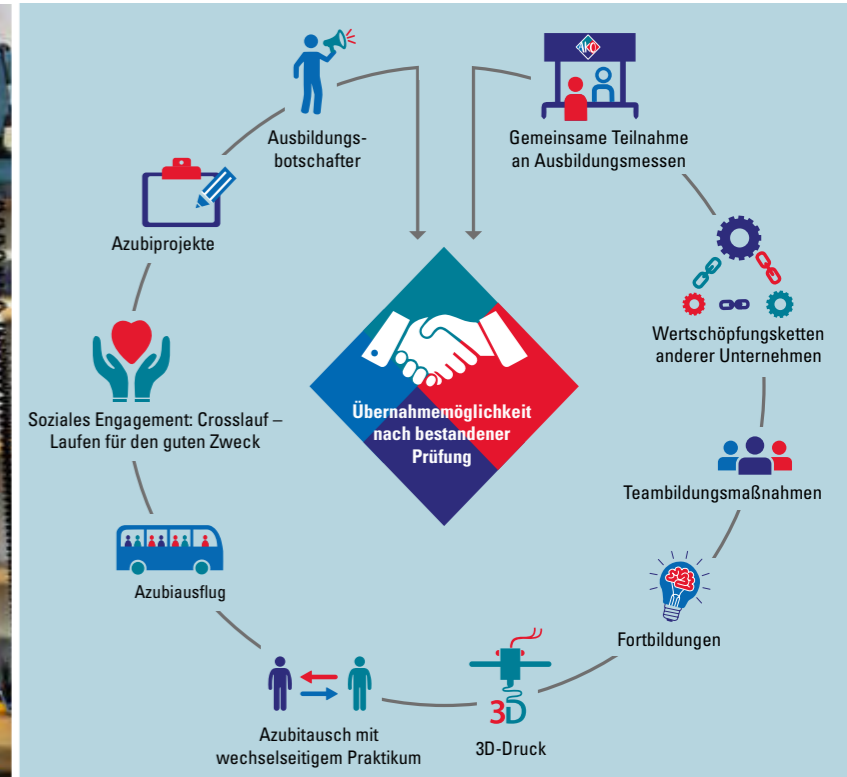 Ausbildungs-
botschafter
AKO
Gemeinsame Teilnahme
an Ausbildungsmessen
Azubiprojekte
Wertschöpfungsketten
anderer Unternehmen
Übernahmemöglichkeit
nach bestandener
Prüfung
Soziales Engagement: Crosslauf –
Laufen für den guten Zweck
Teambildungsmaßnahmen
Azubiausflug
Fortbildungen
3D
Azubitausch mit
wechselseitigem Praktikum
3D-Druck